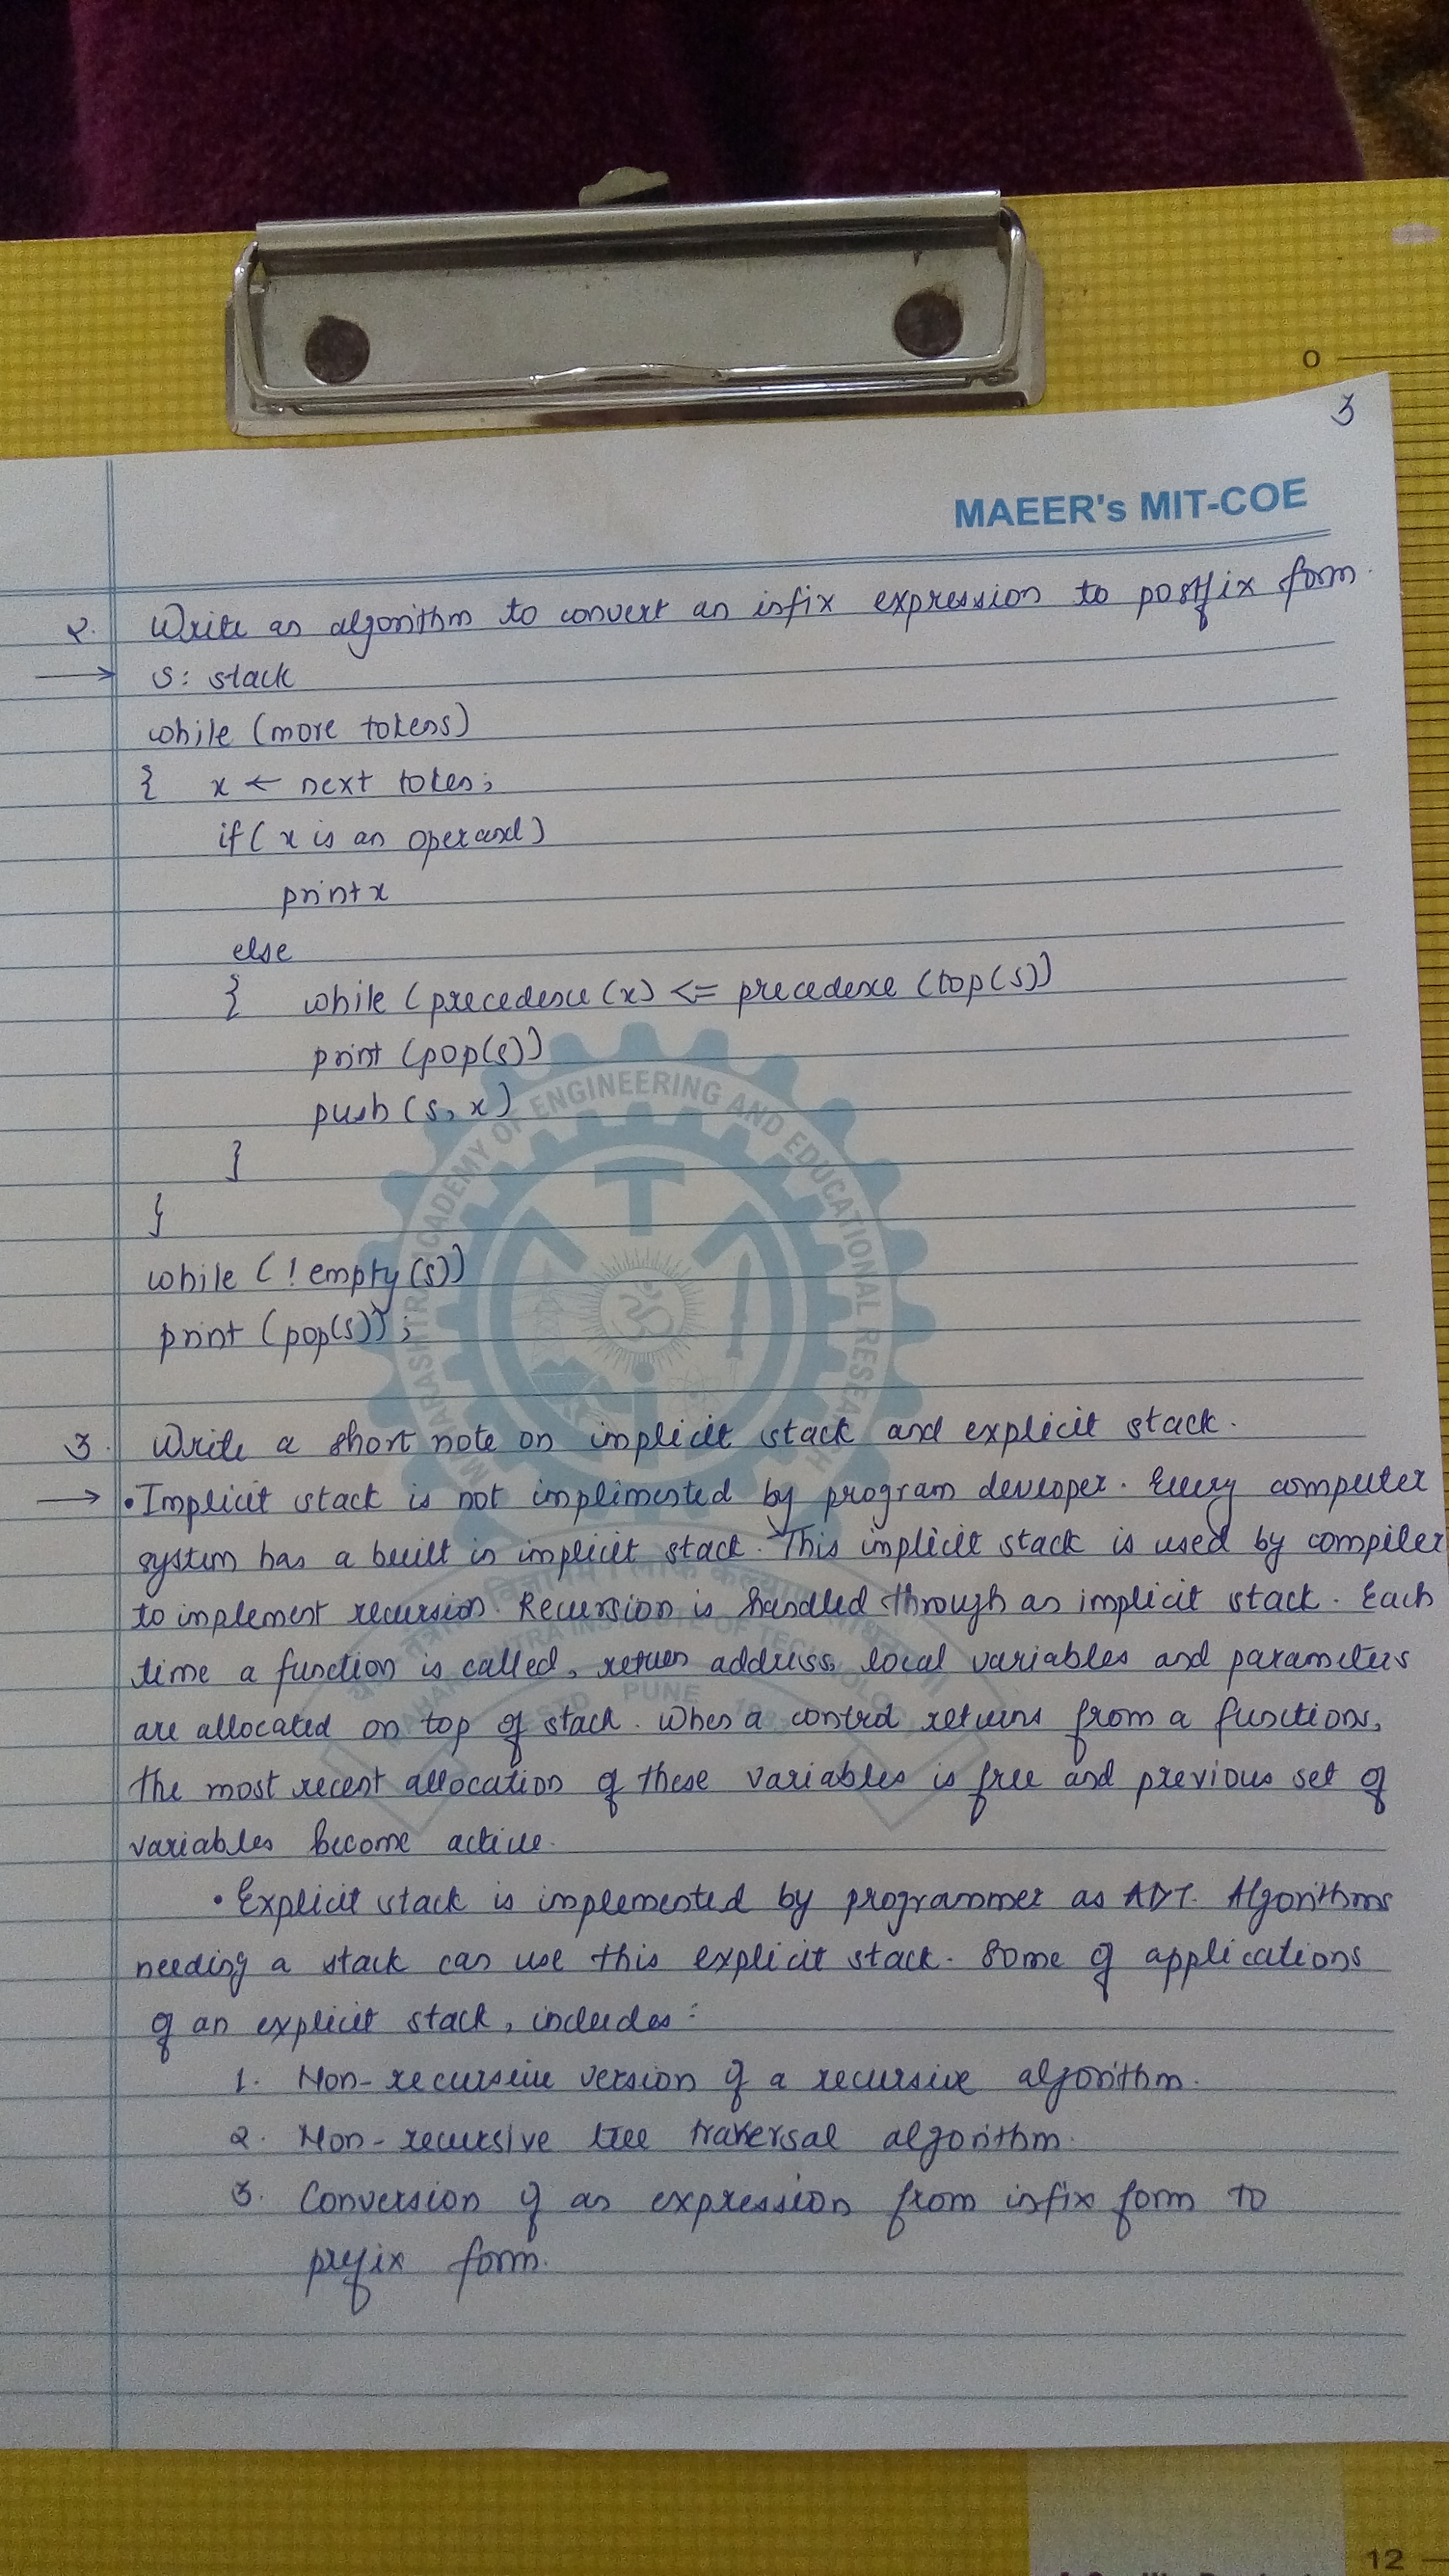 0
3
MAEER's MIT-COE
2. Write an algorithm to convert an infix expression to postfix form.
→ S: stack
while (more tokens)
{ x ← next token;
if ( x is an operand)
print x
else
{ while (precedence (x) <= precedence (top(s))
print (pop(s))
push (s, x)
}
}
while ( ! empty (s))
print (pop(s));
3. Write a short note on implicit stack and explicit stack.
→ • Implicit stack is not implimented by program developer. Every computer
system has a built in implicit stack. This implicit stack is used by compiler
to implement recursion. Recursion is handled through an implicit stack. Each
time a function is called, return address, local variables and parameters
are allocated on top of stack. When a control returns from a functions,
the most recent allocation of these variables is free and previous set of
variables become active.
• Explicit stack is implemented by programmer as ADT. Algorithms
needing a stack can use this explicit stack. Some of applications
of an explicit stack, includes :
1. Non-recursive version of a recursive algorithm.
2. Non-recursive tree traversal algorithm.
3. Conversion of an expression from infix form to
prefix form.
MAHARASHTRA ACADEMY OF ENGINEERING AND EDUCATIONAL RESEARCH
MAHARASHTRA INSTITUTE OF TECHNOLOGY
PUNE
12